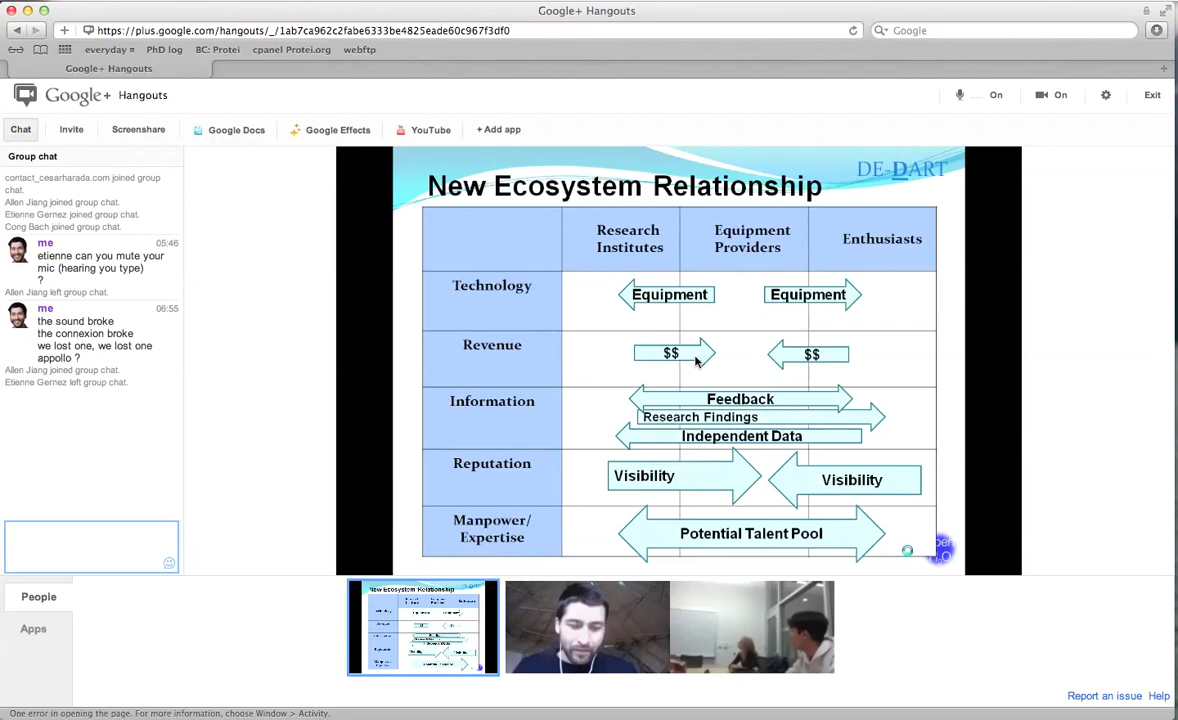 Google+ Hangouts
https://plus.google.com/hangouts/_/1ab7ca962c2fabe6333be4825eade60c967f3df0
Google
everyday
PhD log
BC: Protei
cpanel Protei.org
webftp
Google+ Hangouts
Google+ Hangouts
On
On
Exit
Chat
Invite
Screenshare
Google Docs
Google Effects
YouTube
+ Add app
Group chat
contact_cesarharada.com joined group
chat.
Allen Jiang joined group chat.
Etienne Gernez joined group chat.
Cong Bach joined group chat.
me 05:46
etienne can you mute your
mic (hearing you type)
?
Allen Jiang left group chat.
me 06:55
the sound broke
the connexion broke
we lost one, we lost one
appollo ?
Allen Jiang joined group chat.
Etienne Gernez left group chat.
DE-DART
New Ecosystem Relationship
Research
Institutes
Equipment
Providers
Enthusiasts
Technology
Equipment
Equipment
Revenue
$$
$$
Information
Feedback
Research Findings
Independent Data
Reputation
Visibility
Visibility
Manpower/
Expertise
Potential Talent Pool
People
Apps
New Ecosystem Relationship
Report an issue
Help
One error in opening the page. For more information, choose Window > Activity.